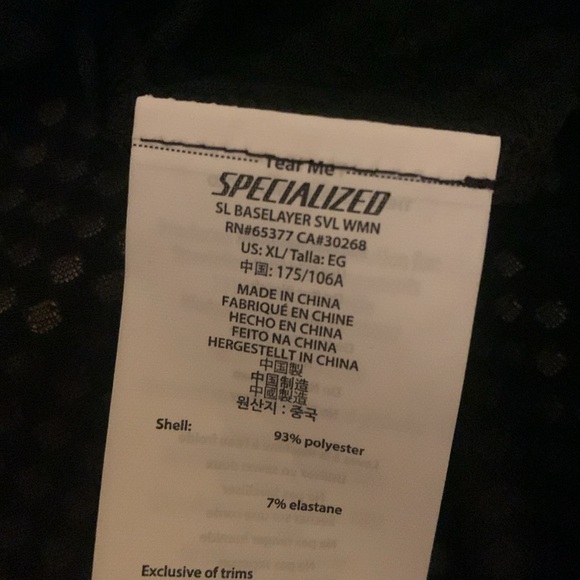 Tear Me
SPECIALIZED
SL BASELAYER SVL WMN
RN#65377 CA#30268
US: XL/Talla: EG
中国: 175/106A
MADE IN CHINA
FABRIQUÉ EN CHINE
HECHO EN CHINA
FEITO NA CHINA
HERGESTELLT IN CHINA
中国製
中国制造
中國製造
원산지 : 중국
Shell:
93% polyester
7% elastane
Exclusive of trims